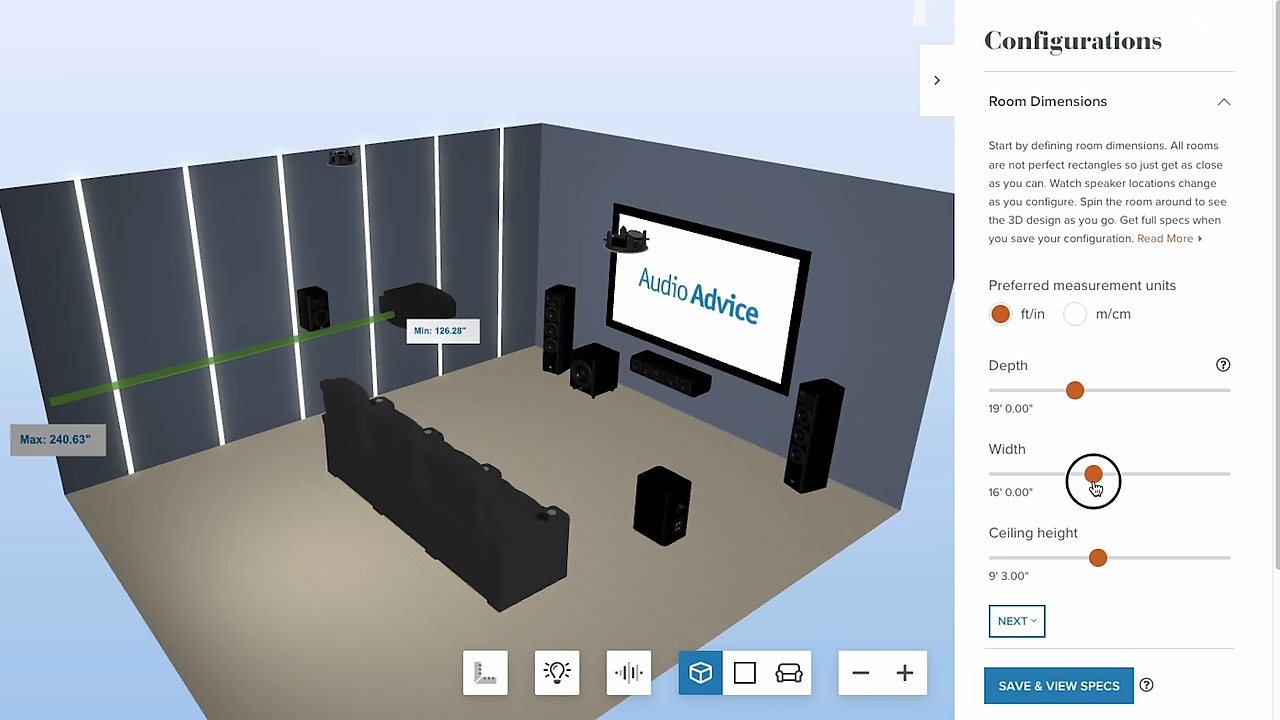 Configurations
Room Dimensions
Start by defining room dimensions. All rooms
are not perfect rectangles so just get as close
as you can. Watch speaker locations change
as you configure. Spin the room around to see
the 3D design as you go. Get full specs when
you save your configuration. Read More
Preferred measurement units
ft/in
m/cm
Depth
19' 0.00"
Width
16' 0.00"
Ceiling height
9' 3.00"
NEXT
SAVE & VIEW SPECS
Audio Advice
Min: 126.28"
Max: 240.63"